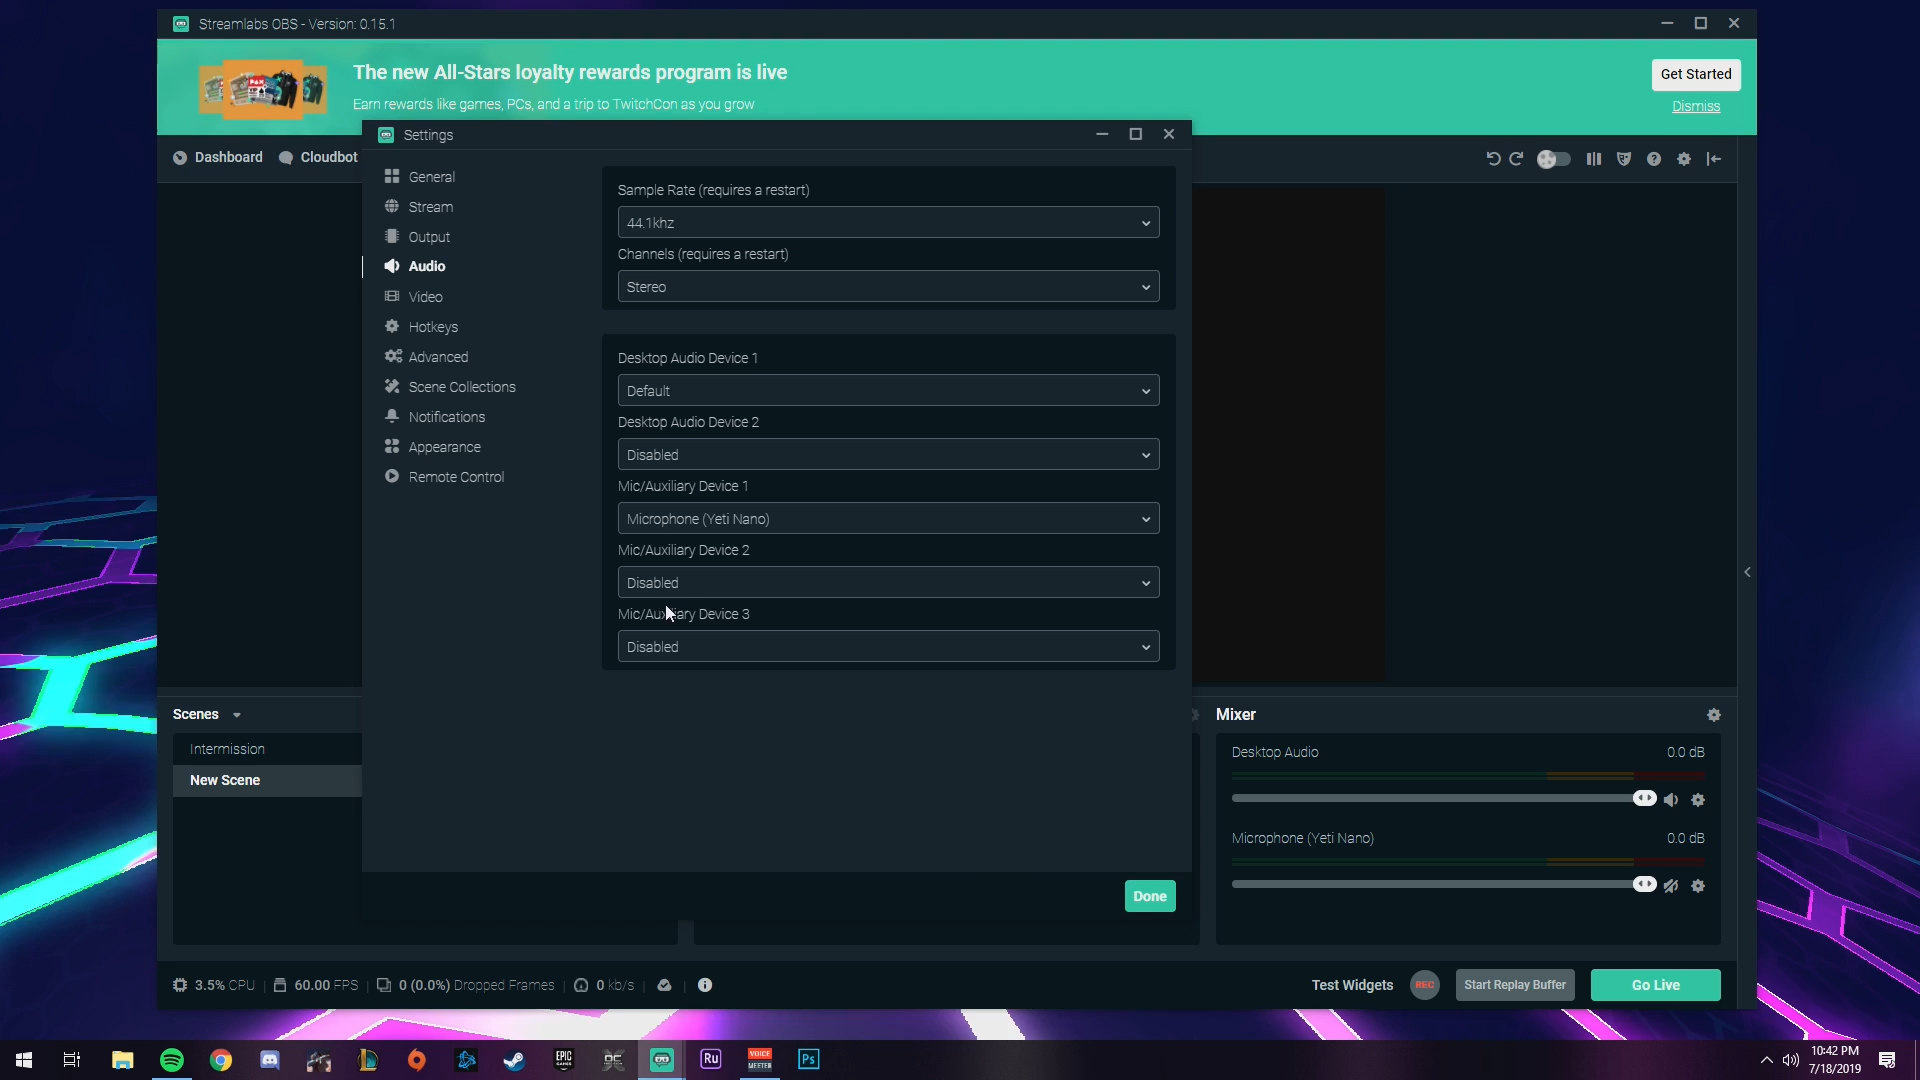 Streamlabs OBS - Version: 0.15.1
The new All-Stars loyalty rewards program is live
Earn rewards like games, PCs, and a trip to TwitchCon as you grow
Get Started
Dismiss
Dashboard
Cloudbot
Settings
General
Stream
Output
Audio
Video
Hotkeys
Advanced
Scene Collections
Notifications
Appearance
Remote Control
Sample Rate (requires a restart)
44.1khz
Channels (requires a restart)
Stereo
Desktop Audio Device 1
Default
Desktop Audio Device 2
Disabled
Mic/Auxiliary Device 1
Microphone (Yeti Nano)
Mic/Auxiliary Device 2
Disabled
Mic/Auxiliary Device 3
Disabled
Done
Scenes
Intermission
New Scene
Mixer
Desktop Audio 0.0 dB
Microphone (Yeti Nano) 0.0 dB
3.5% CPU
60.00 FPS
0 (0.0%) Dropped Frames
0 kb/s
Test Widgets
REC
Start Replay Buffer
Go Live
EPIC
GAMES
Ru
VOICE
MEETER
Ps
10:42 PM
7/18/2019